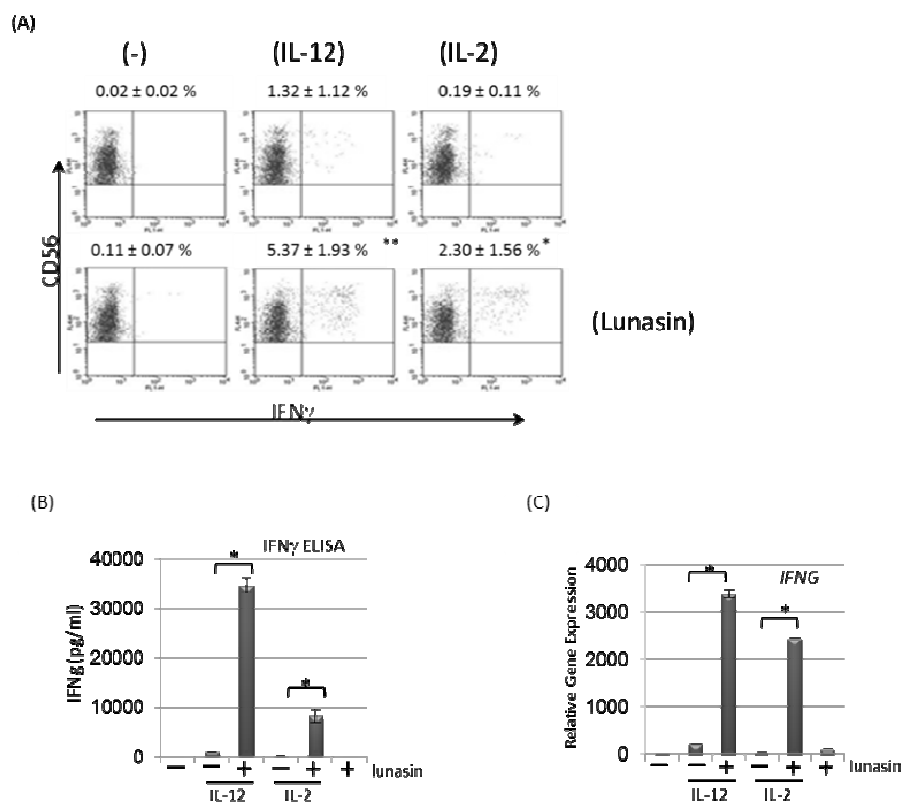 (A)
(-) (IL-12) (IL-2)
0.02 ± 0.02 % 1.32 ± 1.12 % 0.19 ± 0.11 %
0.11 ± 0.07 % 5.37 ± 1.93 % ** 2.30 ± 1.56 % *
CD56
(Lunasin)
IFNγ
(B)
IFNγ ELISA
*
*
IFNg (pg/ml)
40000
30000
20000
10000
0
− − + − + + lunasin
IL-12 IL-2
(C)
IFNG
*
*
Relative Gene Expression
4000
3000
2000
1000
0
− − + − + + lunasin
IL-12 IL-2